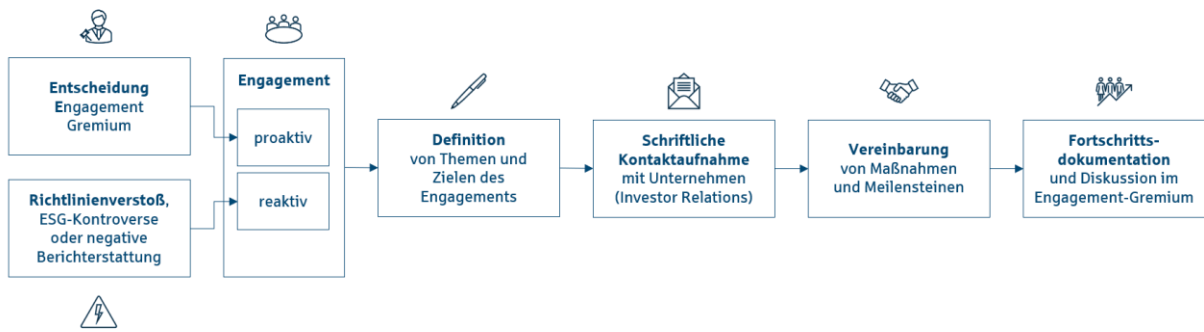 Entscheidung
Engagement
Gremium
Richtlinienverstoß,
ESG-Kontroverse
oder negative
Berichterstattung
Engagement
proaktiv
reaktiv
Definition
von Themen und
Zielen des
Engagements
Schriftliche
Kontaktaufnahme
mit Unternehmen
(Investor Relations)
Vereinbarung
von Maßnahmen
und Meilensteinen
Fortschritts-
dokumentation
und Diskussion im
Engagement-Gremium